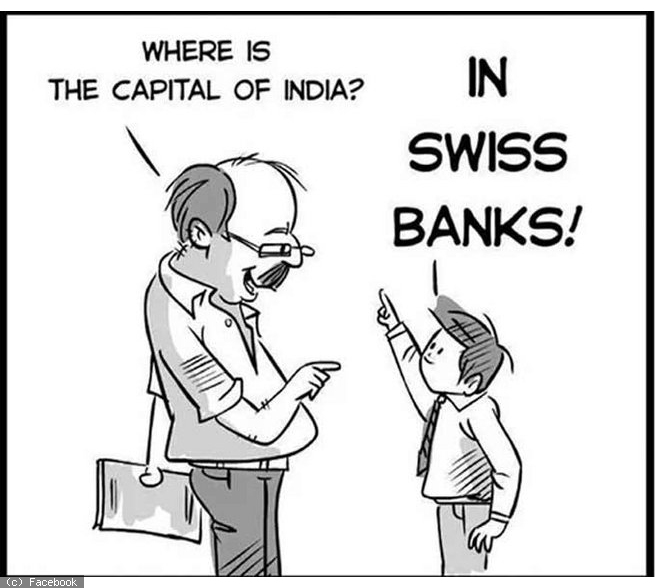 WHERE IS
THE CAPITAL OF INDIA?
IN
SWISS
BANKS!
(c) Facebook